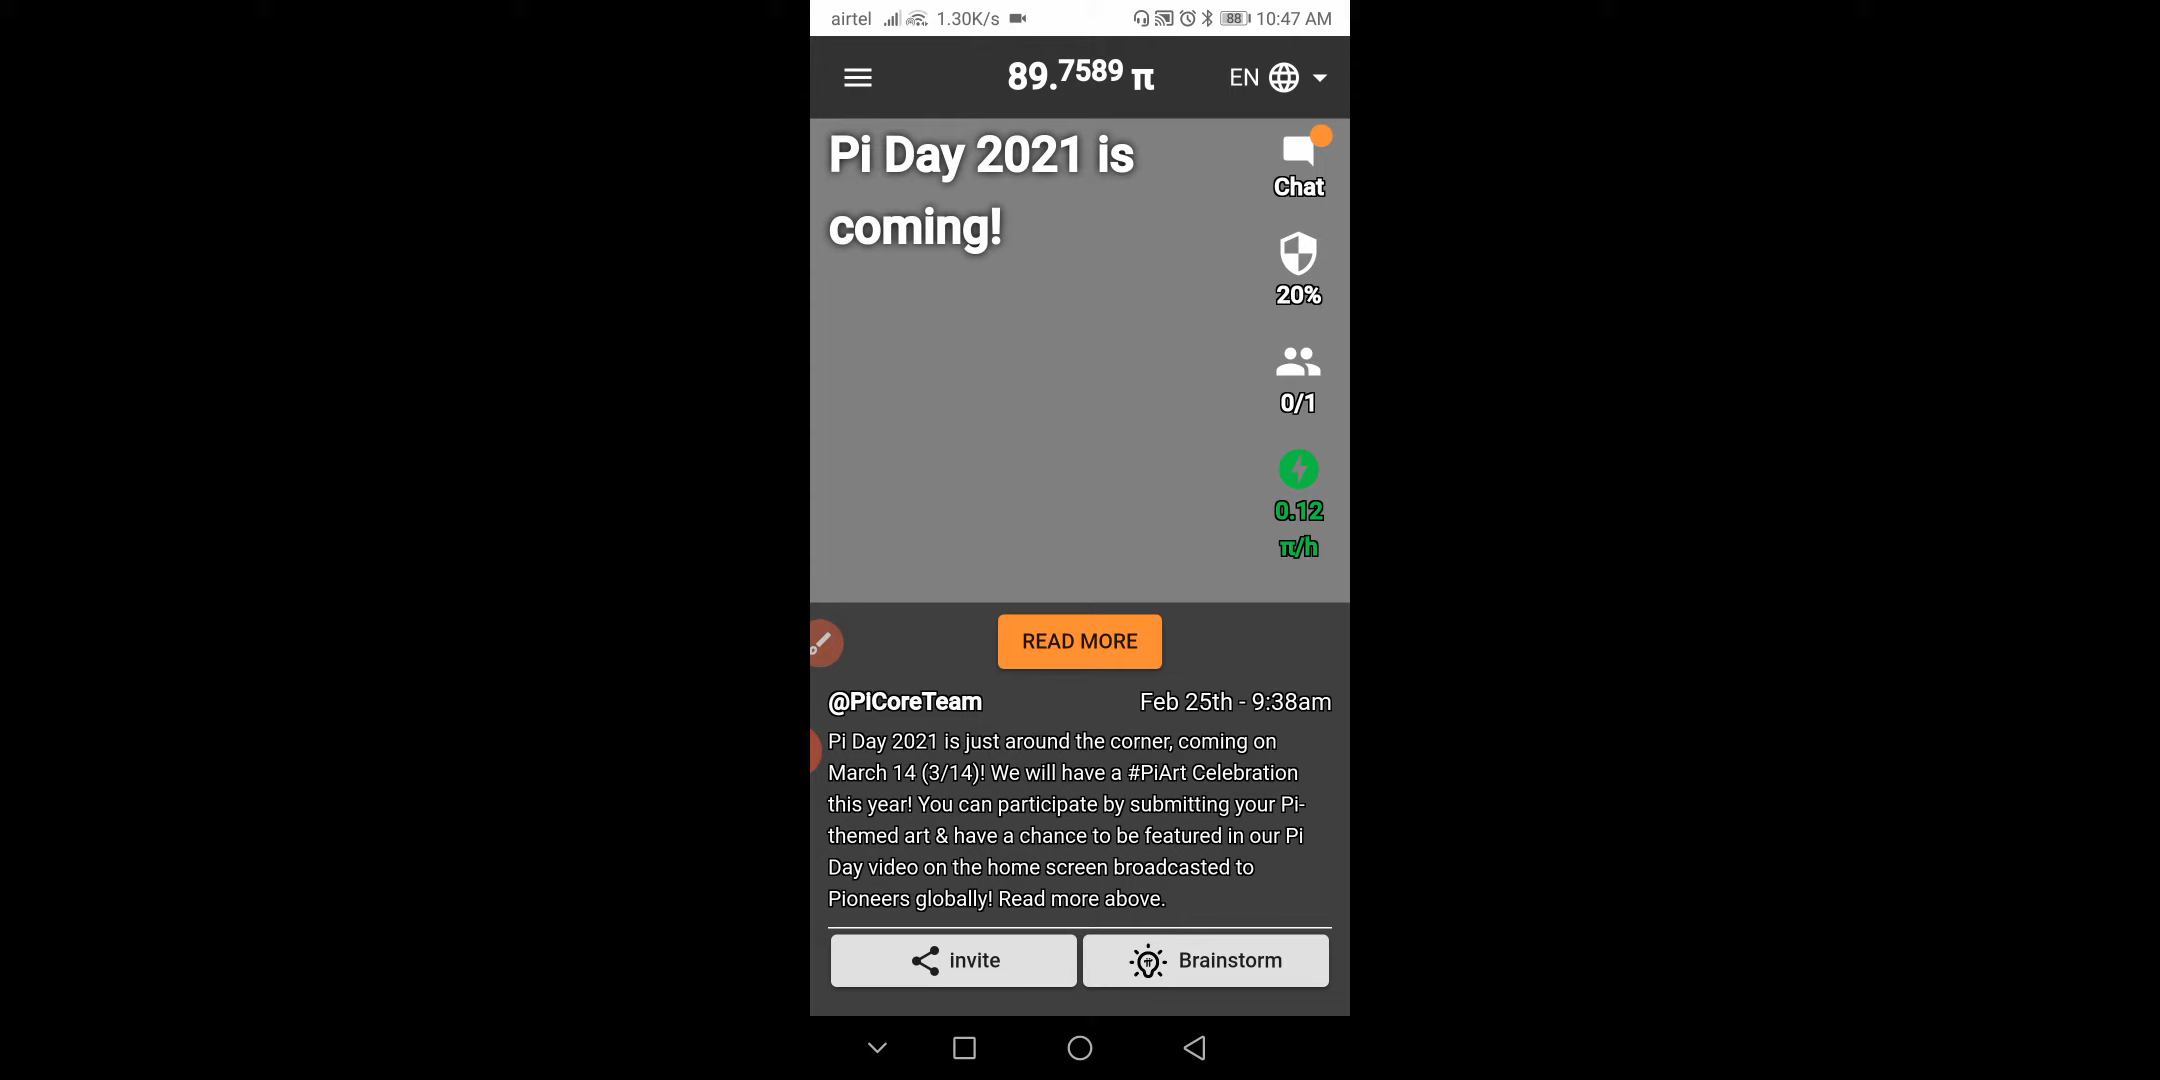 airtel 1.30K/s 88 10:47 AM
89.7589 π EN
Pi Day 2021 is
coming!
Chat
20%
0/1
0.12
π/h
READ MORE
@PiCoreTeam Feb 25th - 9:38am
Pi Day 2021 is just around the corner, coming on
March 14 (3/14)! We will have a #PiArt Celebration
this year! You can participate by submitting your Pi-
themed art & have a chance to be featured in our Pi
Day video on the home screen broadcasted to
Pioneers globally! Read more above.
invite Brainstorm